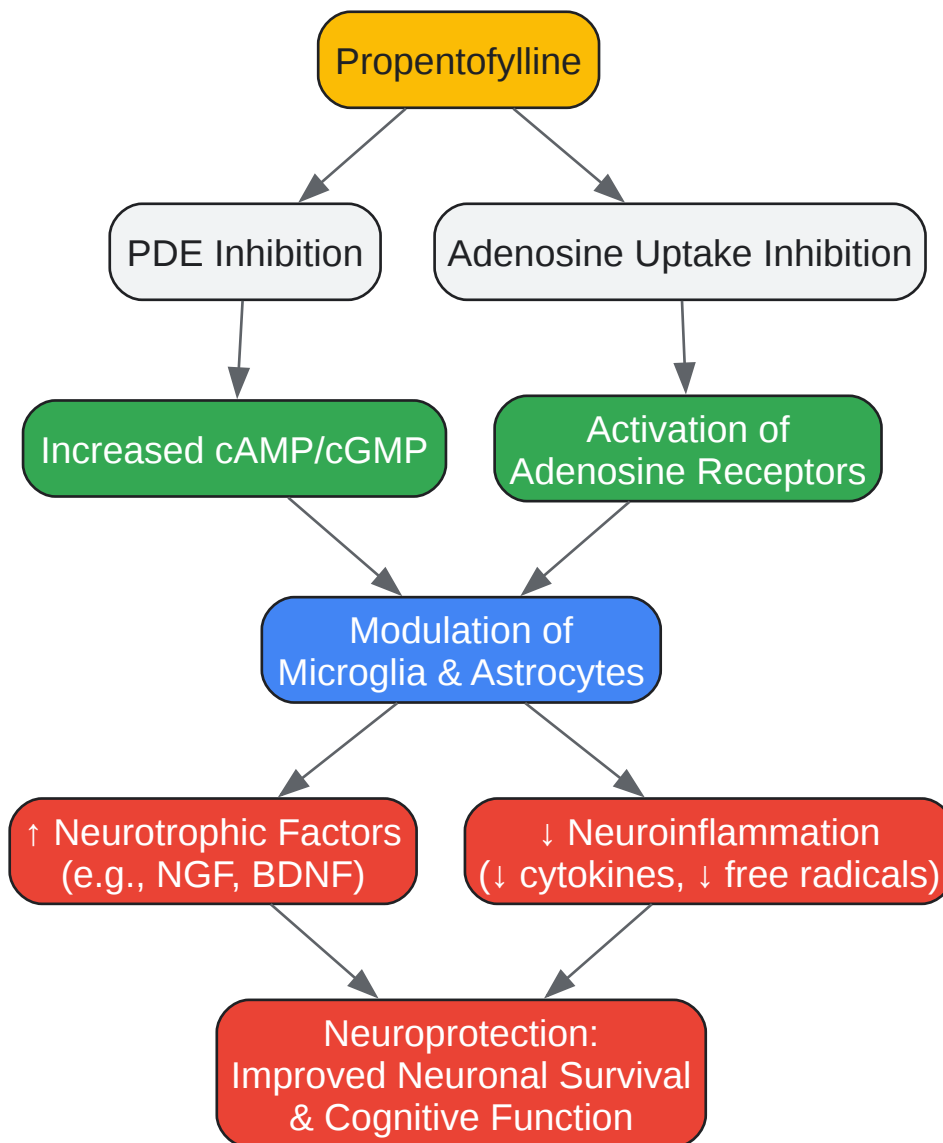 Propentofylline
PDE Inhibition
Adenosine Uptake Inhibition
Increased cAMP/cGMP
Activation of
Adenosine Receptors
Modulation of
Microglia & Astrocytes
↑ Neurotrophic Factors
(e.g., NGF, BDNF)
↓ Neuroinflammation
(↓ cytokines, ↓ free radicals)
Neuroprotection:
Improved Neuronal Survival
& Cognitive Function